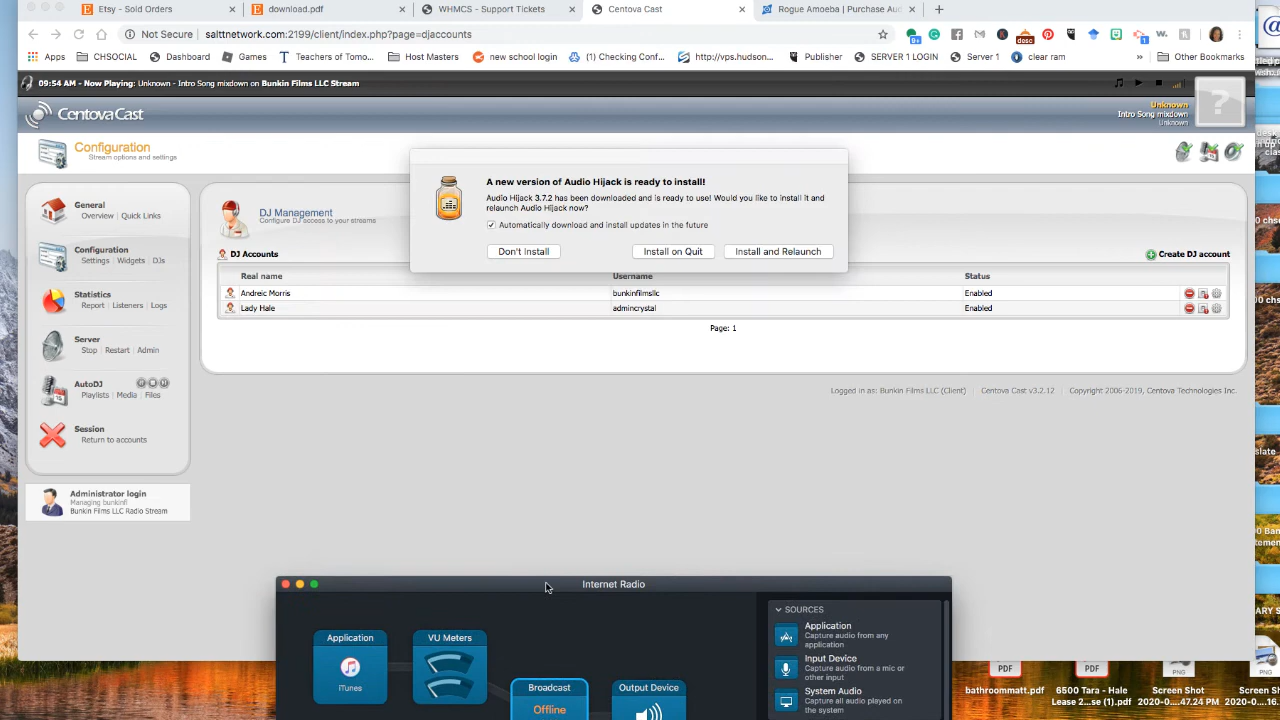 Etsy - Sold Orders
download.pdf
WHMCS - Support Tickets
Centova Cast
Rogue Amoeba | Purchase Au
Not Secure
salttnetwork.com:2199/client/index.php?page=djaccounts
Apps
CHSOCIAL
Dashboard
Games
Teachers of Tomo...
Host Masters
new school login
(1) Checking Conf...
http://vps.hudson...
Publisher
SERVER 1 LOGIN
Server 1
clear ram
»
Other Bookmarks
09:54 AM - Now Playing: Unknown - Intro Song mixdown on Bunkin Films LLC Stream
CentovaCast
Unknown
Intro Song mixdown
Unknown
?
Configuration
Stream options and settings
A new version of Audio Hijack is ready to install!
Audio Hijack 3.7.2 has been downloaded and is ready to use! Would you like to install it and
relaunch Audio Hijack now?
Automatically download and install updates in the future
Don't Install
Install on Quit
Install and Relaunch
General
Overview | Quick Links
Configuration
Settings | Widgets | DJs
Statistics
Report | Listeners | Logs
Server
Stop | Restart | Admin
AutoDJ
Playlists | Media | Files
Session
Return to accounts
Administrator login
Managing bunkinfl
Bunkin Films LLC Radio Stream
DJ Management
Configure DJ access to your streams
DJ Accounts
Create DJ account
Real name
Username
Status
Andreic Morris
bunkinfilmsllc
Enabled
Lady Hale
admincrystal
Enabled
Page: 1
Logged in as: Bunkin Films LLC (Client)
Centova Cast v3.2.12
Copyright 2006-2019, Centova Technologies Inc.
Internet Radio
Application
iTunes
VU Meters
Broadcast
Offline
Output Device
SOURCES
Application
Capture audio from any
application
Input Device
Capture audio from a mic or
other input
System Audio
Capture all audio played on
the system
PDF
bathroommatt.pdf
PDF
6500 Tara - Hale
Lease 2...se (1).pdf
PNG
Screen Shot
2020-0...47.24 PM
PNG
Screen Shot
2020-0...16.